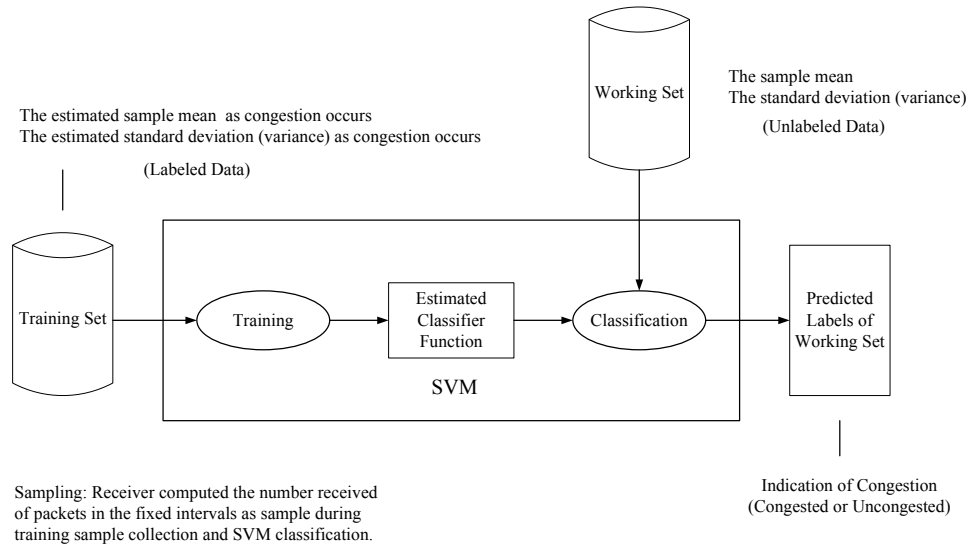 The sample mean
The standard deviation (variance)
(Unlabeled Data)
Working Set
The estimated sample mean as congestion occurs
The estimated standard deviation (variance) as congestion occurs
(Labeled Data)
Training Set
Training
Estimated
Classifier
Function
Classification
Predicted
Labels of
Working Set
SVM
Indication of Congestion
(Congested or Uncongested)
Sampling: Receiver computed the number received
of packets in the fixed intervals as sample during
training sample collection and SVM classification.